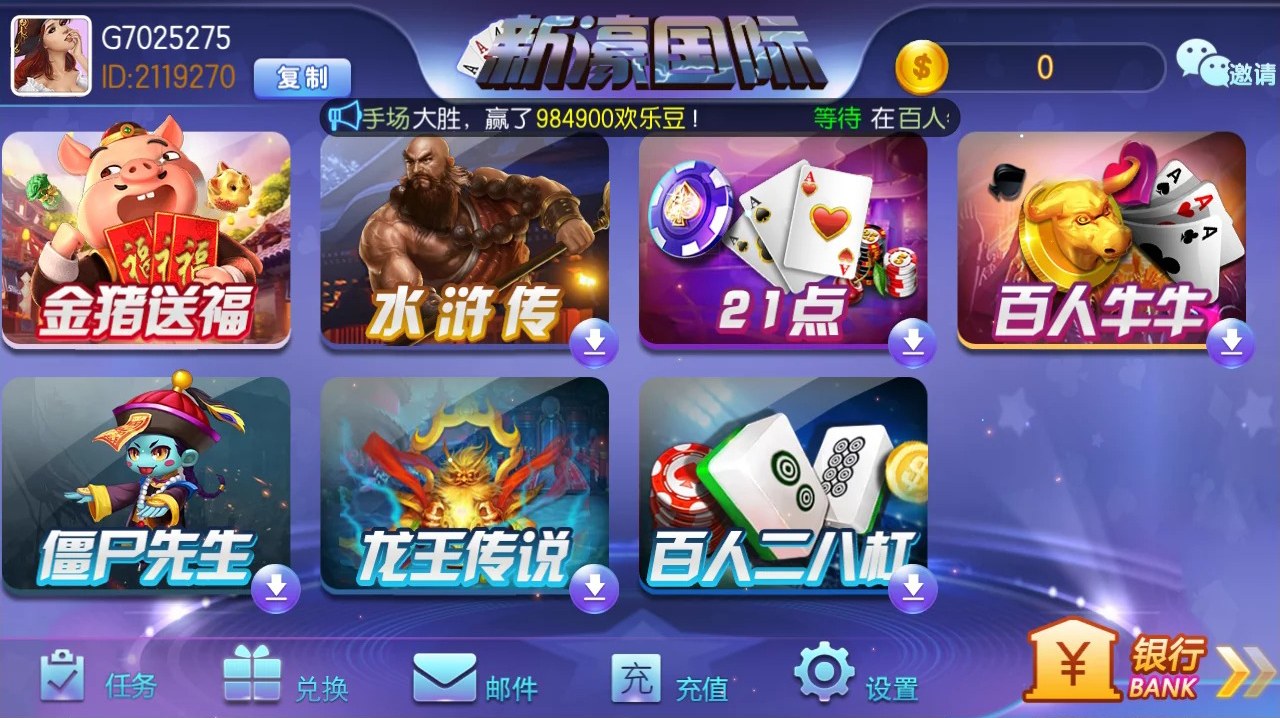 G7025275
ID:2119270
复制
新濠国际
0
邀请
手场大胜，赢了984900欢乐豆！
等待 在百人
福 福
金猪送福
水浒传
A A A
21点
A A A
百人牛牛
僵尸先生
龙王传说
百人二八杠
任务
兑换
邮件
充
充值
设置
¥
银行
BANK